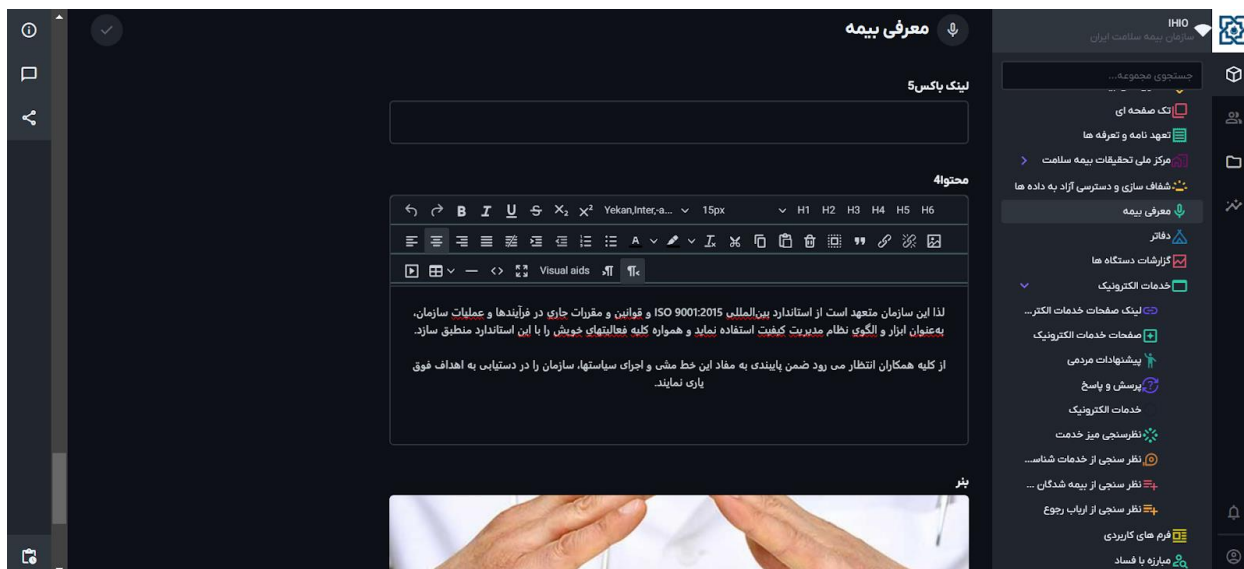 IHIO
سازمان بیمه سلامت ایران
جستجوی مجموعه...
تک صفحه ای
تعهد نامه و تعرفه ها
مرکز ملی تحقیقات بیمه سلامت
شفاف سازی و دسترسی آزاد به داده ها
معرفی بیمه
دفاتر
گزارشات دستگاه ها
خدمات الکترونیک
لینک صفحات خدمات الکتر...
صفحات خدمات الکترونیک
پیشنهادات مردمی
پرسش و پاسخ
خدمات الکترونیک
نظرسنجی میز خدمت
نظر سنجی از خدمات شناس...
نظر سنجی از بیمه شدگان ...
نظر سنجی از ارباب رجوع
فرم های کاربردی
مبارزه با فساد
معرفی بیمه
لینک باکس5
محتوا4
B I U S X₂ X² Yekan,Inter,-a... 15px H1 H2 H3 H4 H5 H6
Visual aids
لذا این سازمان متعهد است از استاندارد بین‌المللی ISO 9001:2015 و قوانین و مقررات جاری در فرآیندها و عملیات سازمان،
به‌عنوان ابزار و الگوی نظام مدیریت کیفیت استفاده نماید و همواره کلیه فعالیتهای خویش را با این استاندارد منطبق سازد.
از کلیه همکاران انتظار می رود ضمن پایبندی به مفاد این خط مشی و اجرای سیاستها، سازمان را در دستیابی به اهداف فوق
یاری نمایند.
بنر